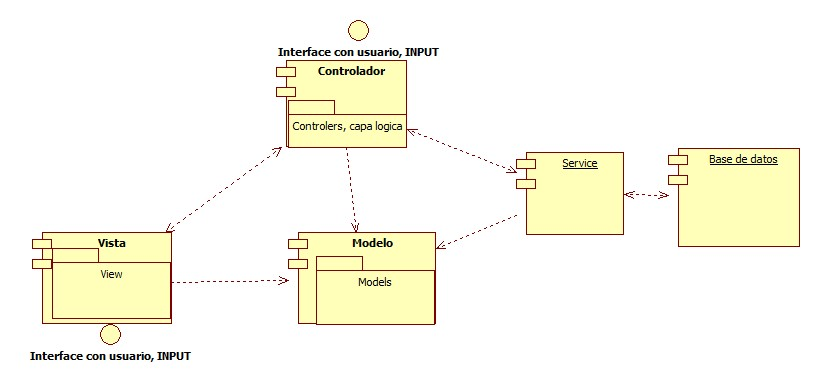 Interface con usuario, INPUT
Controlador
Controlers, capa logica
Service
Base de datos
Vista
View
Modelo
Models
Interface con usuario, INPUT